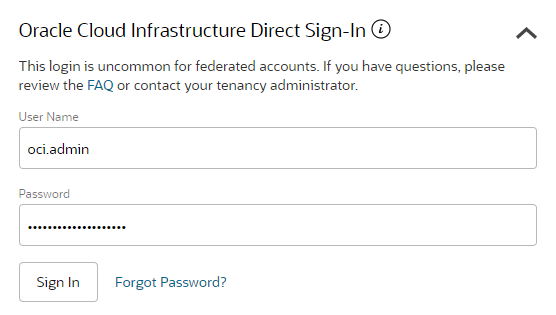 Oracle Cloud Infrastructure Direct Sign-In
This login is uncommon for federated accounts. If you have questions, please
review the FAQ or contact your tenancy administrator.
User Name
oci.admin
Password
••••••••••••••••••••
Sign In Forgot Password?